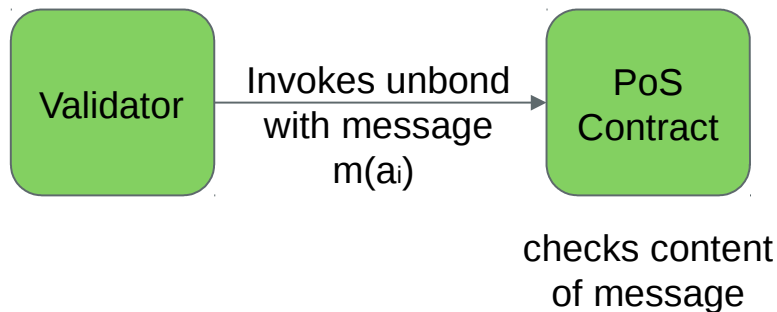 Validator
Invokes unbond
with message
m(aᵢ)
PoS
Contract
checks content
of message